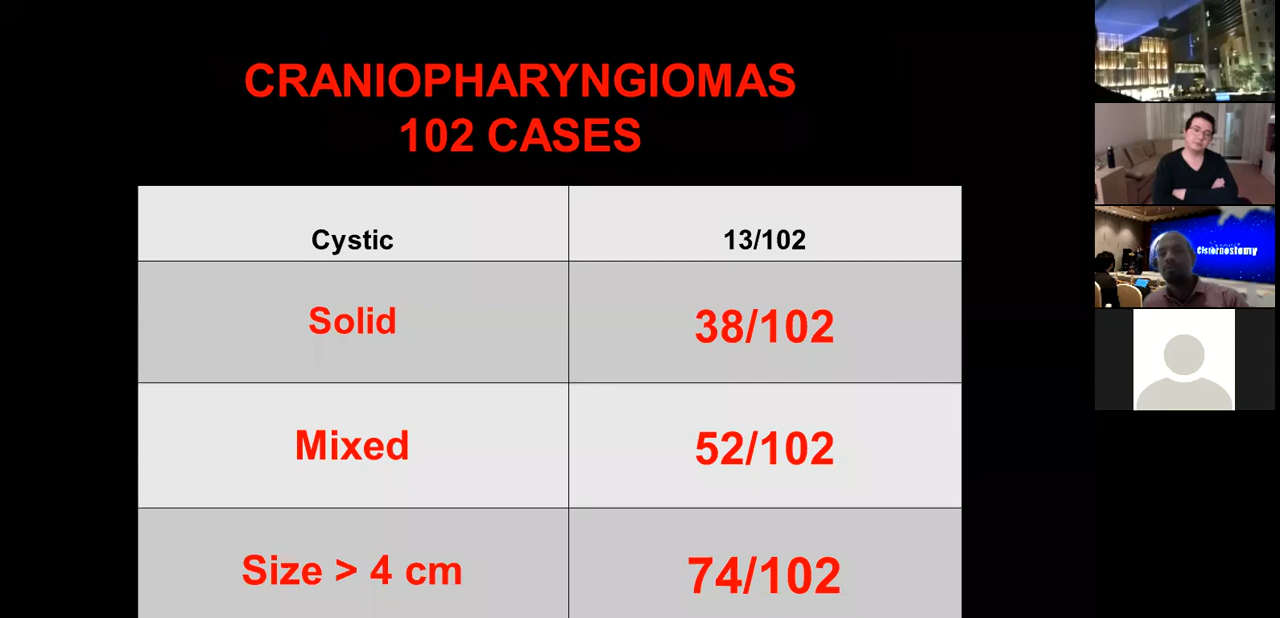 CRANIOPHARYNGIOMAS
102 CASES
Cystic 13/102
Solid 38/102
Mixed 52/102
Size > 4 cm 74/102
Cisternostomy